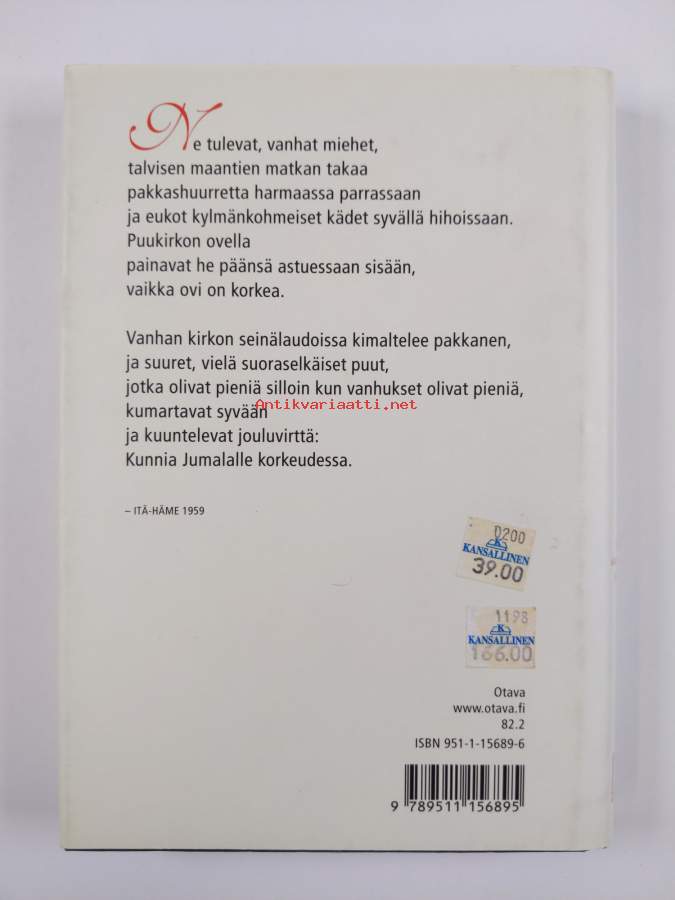 Ne tulevat, vanhat miehet,
talvisen maantien matkan takaa
pakkashuurretta harmaassa parrassaan
ja eukot kylmänkohmeiset kädet syvällä hihoissaan.
Puukirkon ovella
painavat he päänsä astuessaan sisään,
vaikka ovi on korkea.
Vanhan kirkon seinälaudoissa kimaltelee pakkanen,
ja suuret, vielä suoraselkäiset puut,
jotka olivat pieniä silloin kun vanhukset olivat pieniä,
kumartavat syvään
Antikvariaatti.net
ja kuuntelevat jouluvirttä:
Kunnia Jumalalle korkeudessa.
– ITÄ-HÄME 1959
0200
K
KANSALLINEN
39.00
1198
K
KANSALLINEN
166.00
Otava
www.otava.fi
82.2
ISBN 951-1-15689-6
9 789511 156895